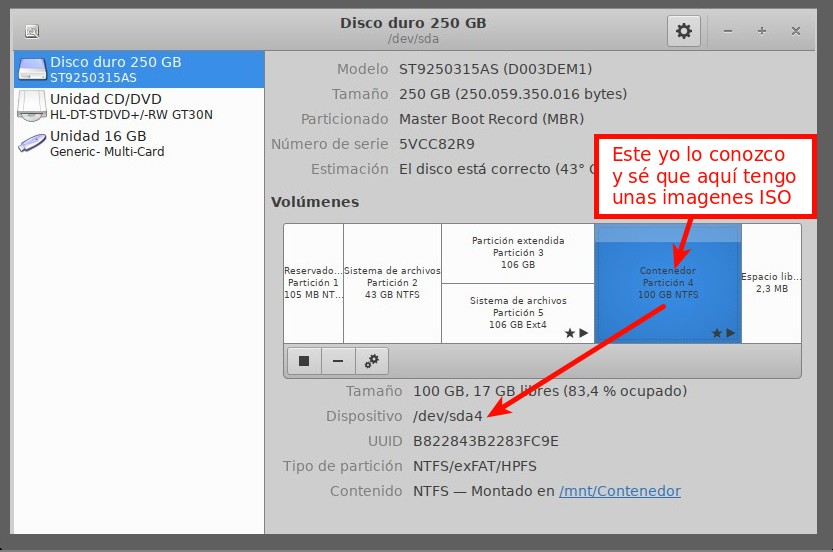 Disco duro 250 GB
/dev/sda
Disco duro 250 GB
ST9250315AS
Unidad CD/DVD
HL-DT-STDVD+/-RW GT30N
Unidad 16 GB
Generic- Multi-Card
Modelo ST9250315AS (D003DEM1)
Tamaño 250 GB (250.059.350.016 bytes)
Particionado Master Boot Record (MBR)
Número de serie 5VCC82R9
Estimación El disco está correcto (43°
Este yo lo conozco
y sé que aquí tengo
unas imagenes ISO
Volúmenes
Reservado...
Partición 1
105 MB NT...
Sistema de archivos
Partición 2
43 GB NTFS
Partición extendida
Partición 3
106 GB
Sistema de archivos
Partición 5
106 GB Ext4
Contenedor
Partición 4
100 GB NTFS
Espacio lib...
2,3 MB
Tamaño 100 GB, 17 GB libres (83,4 % ocupado)
Dispositivo /dev/sda4
UUID B822843B2283FC9E
Tipo de partición NTFS/exFAT/HPFS
Contenido NTFS — Montado en /mnt/Contenedor